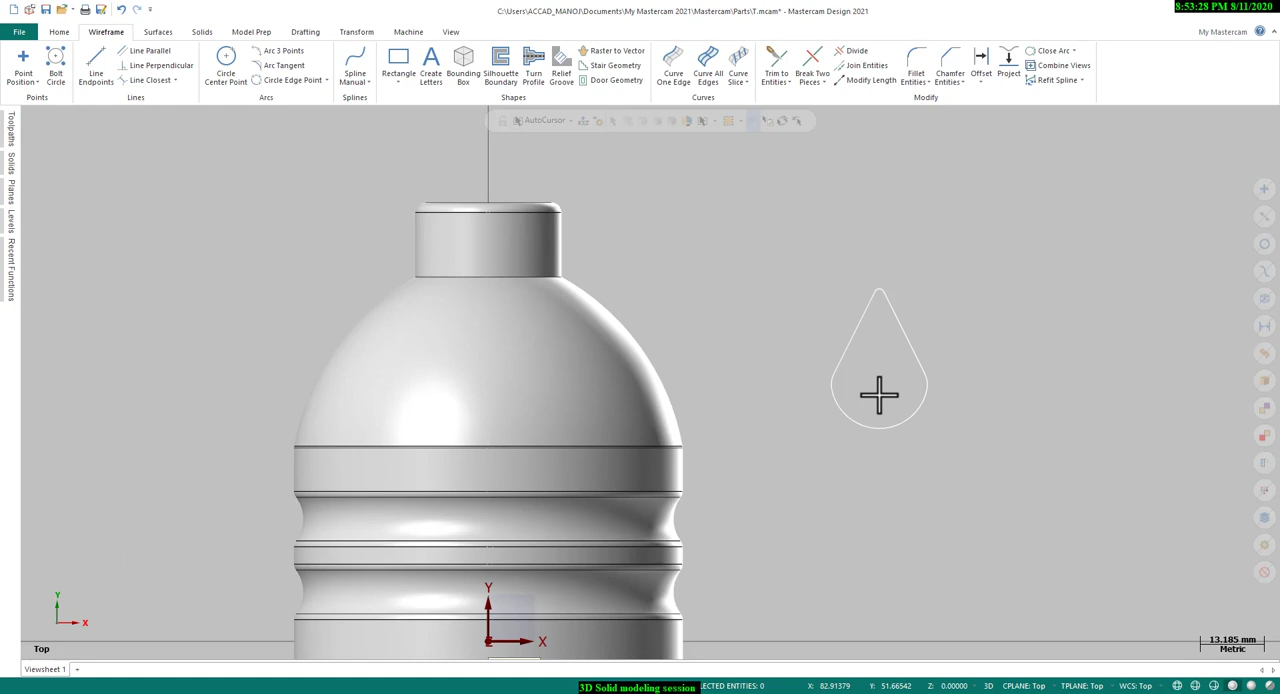 C:\Users\ACCAD_MANOJ\Documents\My Mastercam 2021\Mastercam\Parts\T.mcam* - Mastercam Design 2021
8:53:28 PM 8/11/2020
File Home Wireframe Surfaces Solids Model Prep Drafting Transform Machine View My Mastercam
Point Position
Bolt Circle
Points
Line Endpoints
Line Parallel
Line Perpendicular
Line Closest
Lines
Circle Center Point
Arc 3 Points
Arc Tangent
Circle Edge Point
Arcs
Spline Manual
Splines
Rectangle
Create Letters
Bounding Box
Silhouette Boundary
Turn Profile
Relief Groove
Raster to Vector
Stair Geometry
Door Geometry
Shapes
Curve One Edge
Curve All Edges
Curve Slice
Curves
Trim to Entities
Break Two Pieces
Divide
Join Entities
Modify Length
Fillet Entities
Chamfer Entities
Offset
Project
Close Arc
Combine Views
Refit Spline
Modify
AutoCursor
Toolpaths
Solids
Planes
Levels
Recent Functions
Y
X
Y
X
Top
13.185 mm
Metric
Viewsheet 1 +
3D Solid modeling session
LECTED ENTITIES: 0 X: 82.91379 Y: 51.66542 Z: 0.00000 3D CPLANE: Top TPLANE: Top WCS: Top